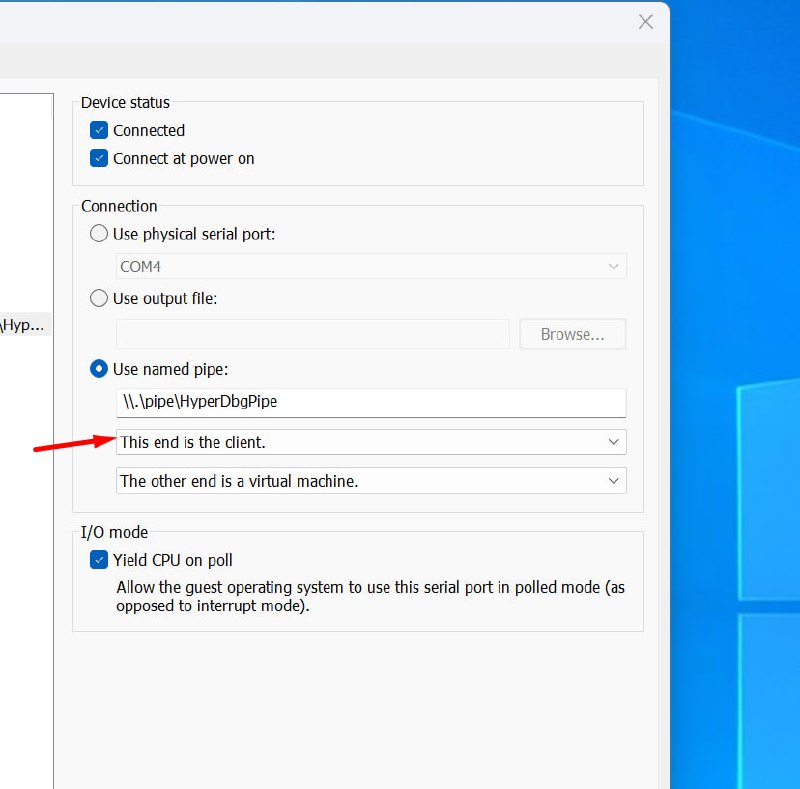 Device status
Connected
Connect at power on
Connection
Use physical serial port:
COM4
Use output file:
Browse...
\Hyp...
Use named pipe:
\\.\pipe\HyperDbgPipe
This end is the client.
The other end is a virtual machine.
I/O mode
Yield CPU on poll
Allow the guest operating system to use this serial port in polled mode (as
opposed to interrupt mode).